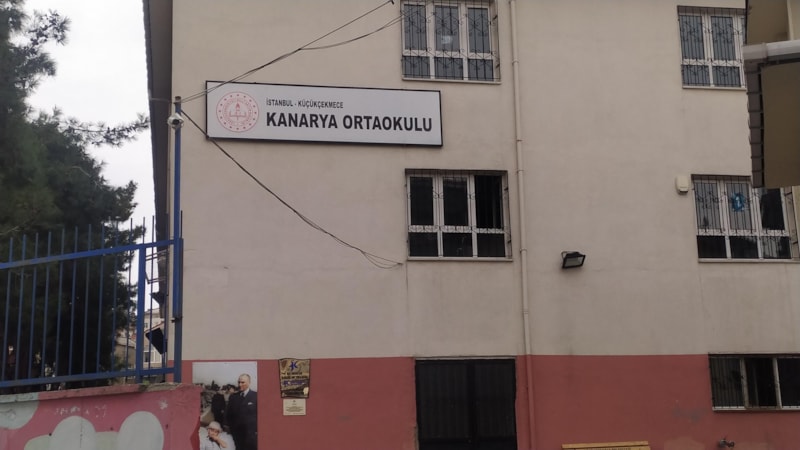 İSTANBUL - KÜÇÜKÇEKMECE
KANARYA ORTAOKULU